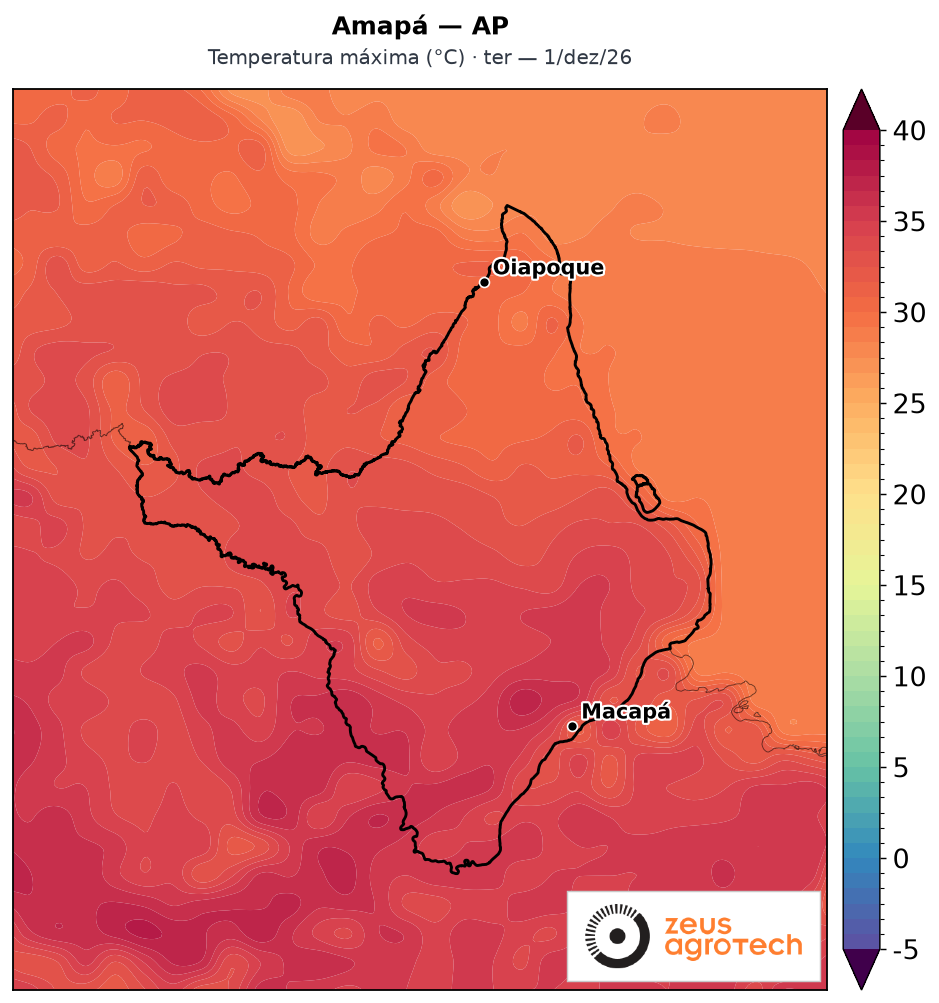 Amapá — AP
Temperatura máxima (°C) · ter — 1/dez/26
Oiapoque
Macapá
40
35
30
25
20
15
10
5
0
-5
zeus
agrotech